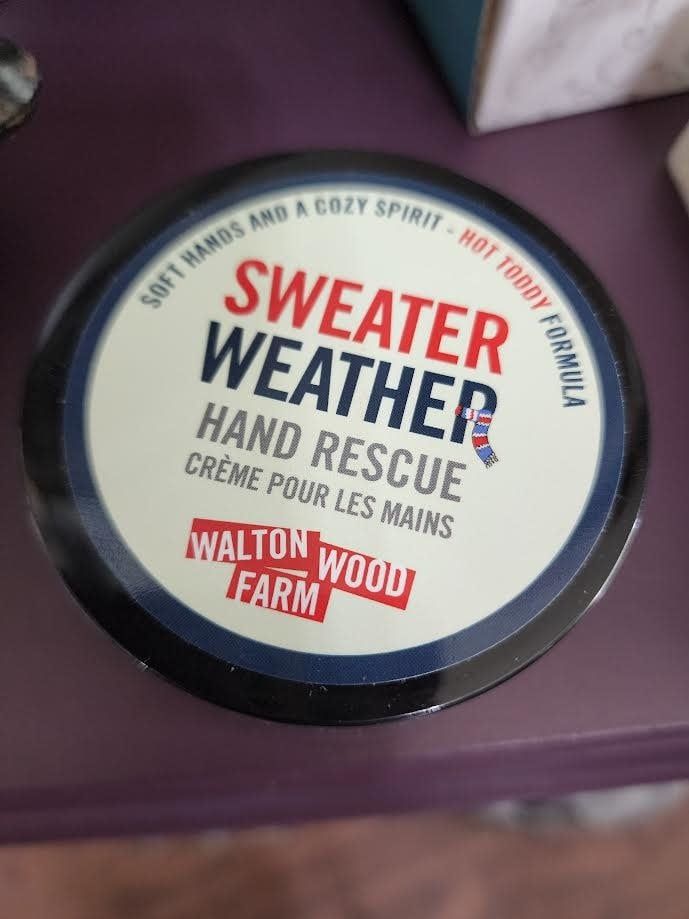 SOFT HANDS AND A COZY SPIRIT - HOT TODDY FORMULA
SWEATER
WEATHER
HAND RESCUE
CRÈME POUR LES MAINS
WALTON WOOD
FARM